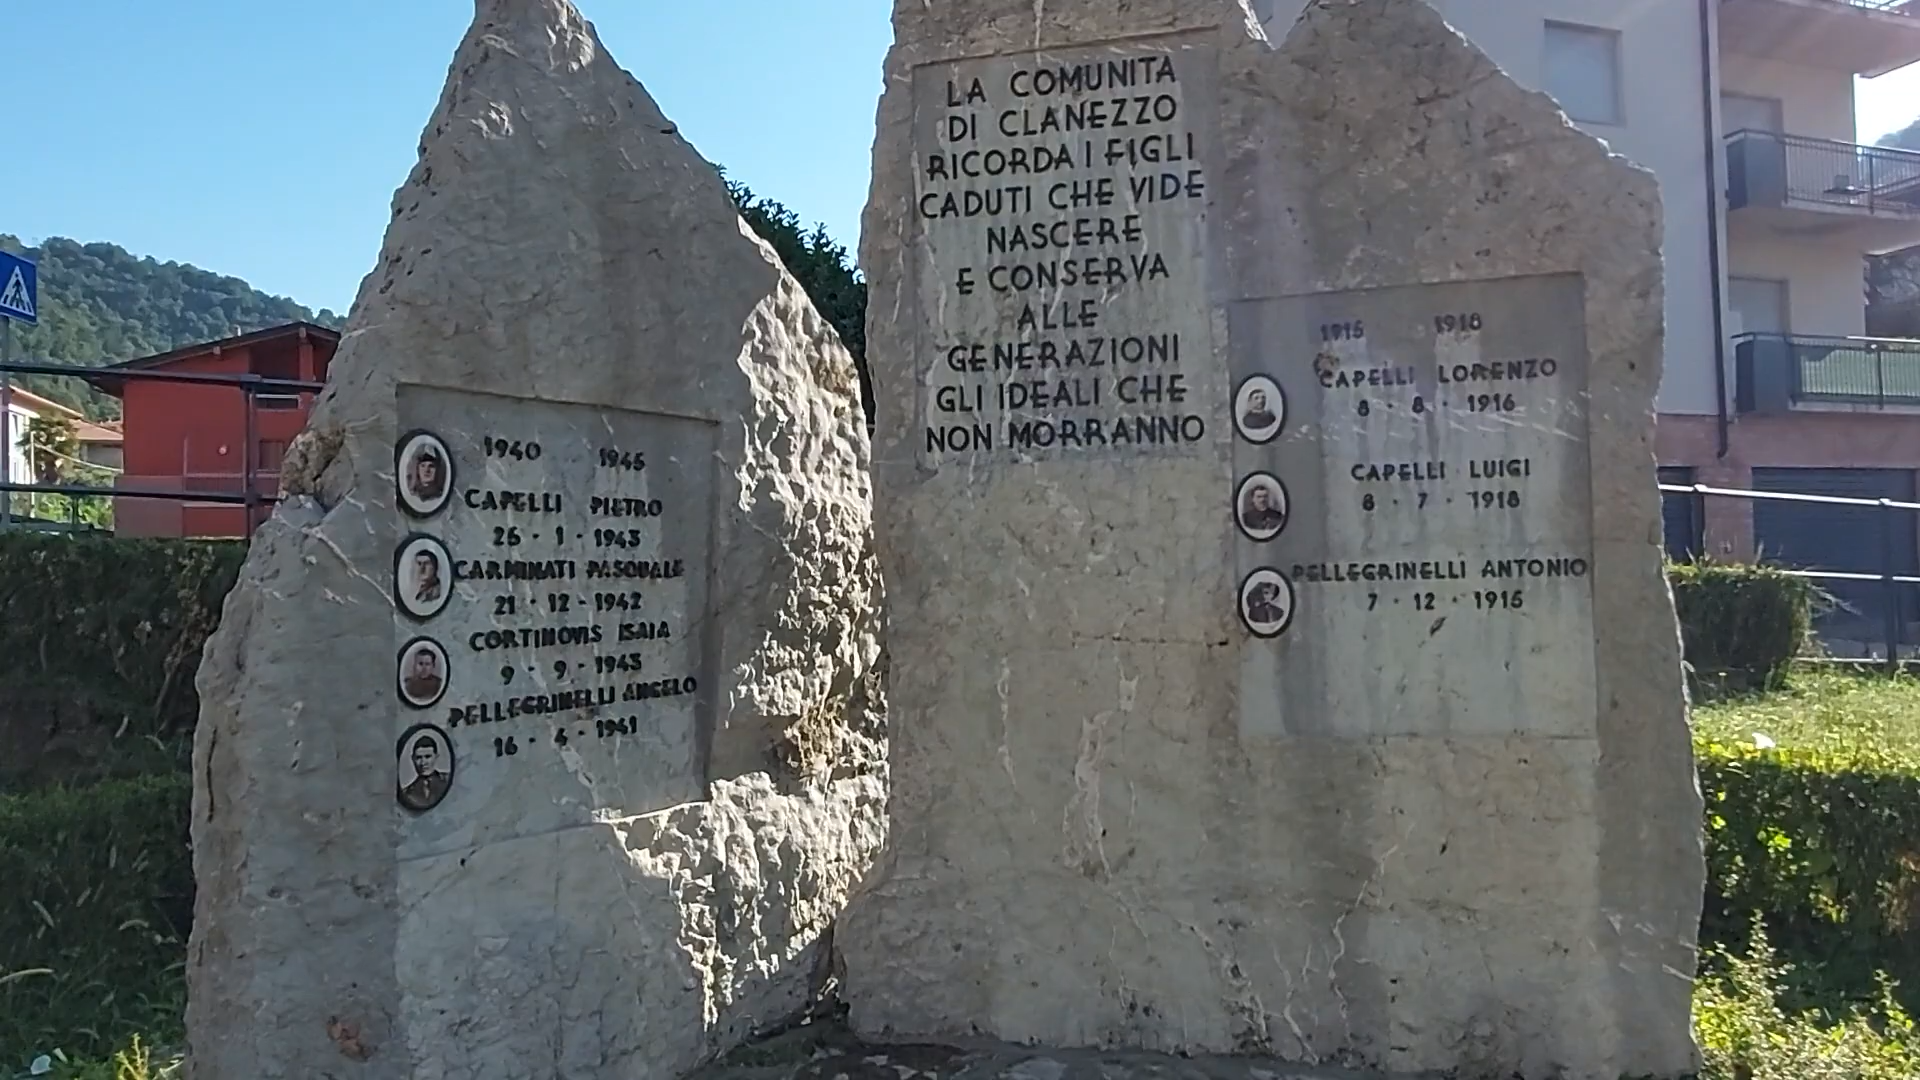 LA COMUNITA
DI CLANEZZO
RICORDA I FIGLI
CADUTI CHE VIDE
NASCERE
E CONSERVA
ALLE
GENERAZIONI
GLI IDEALI CHE
NON MORRANNO
1940 1945
CAPELLI PIETRO
26 · 1 · 1943
CARMINATI PASQUALE
21 · 12 - 1942
CORTINOVIS ISAIA
9 · 9 · 1943
PELLEGRINELLI ANGELO
16 · 4 · 1941
1915 1918
CAPELLI LORENZO
8 · 8 · 1916
CAPELLI LUIGI
8 · 7 · 1918
PELLEGRINELLI ANTONIO
7 · 12 · 1915